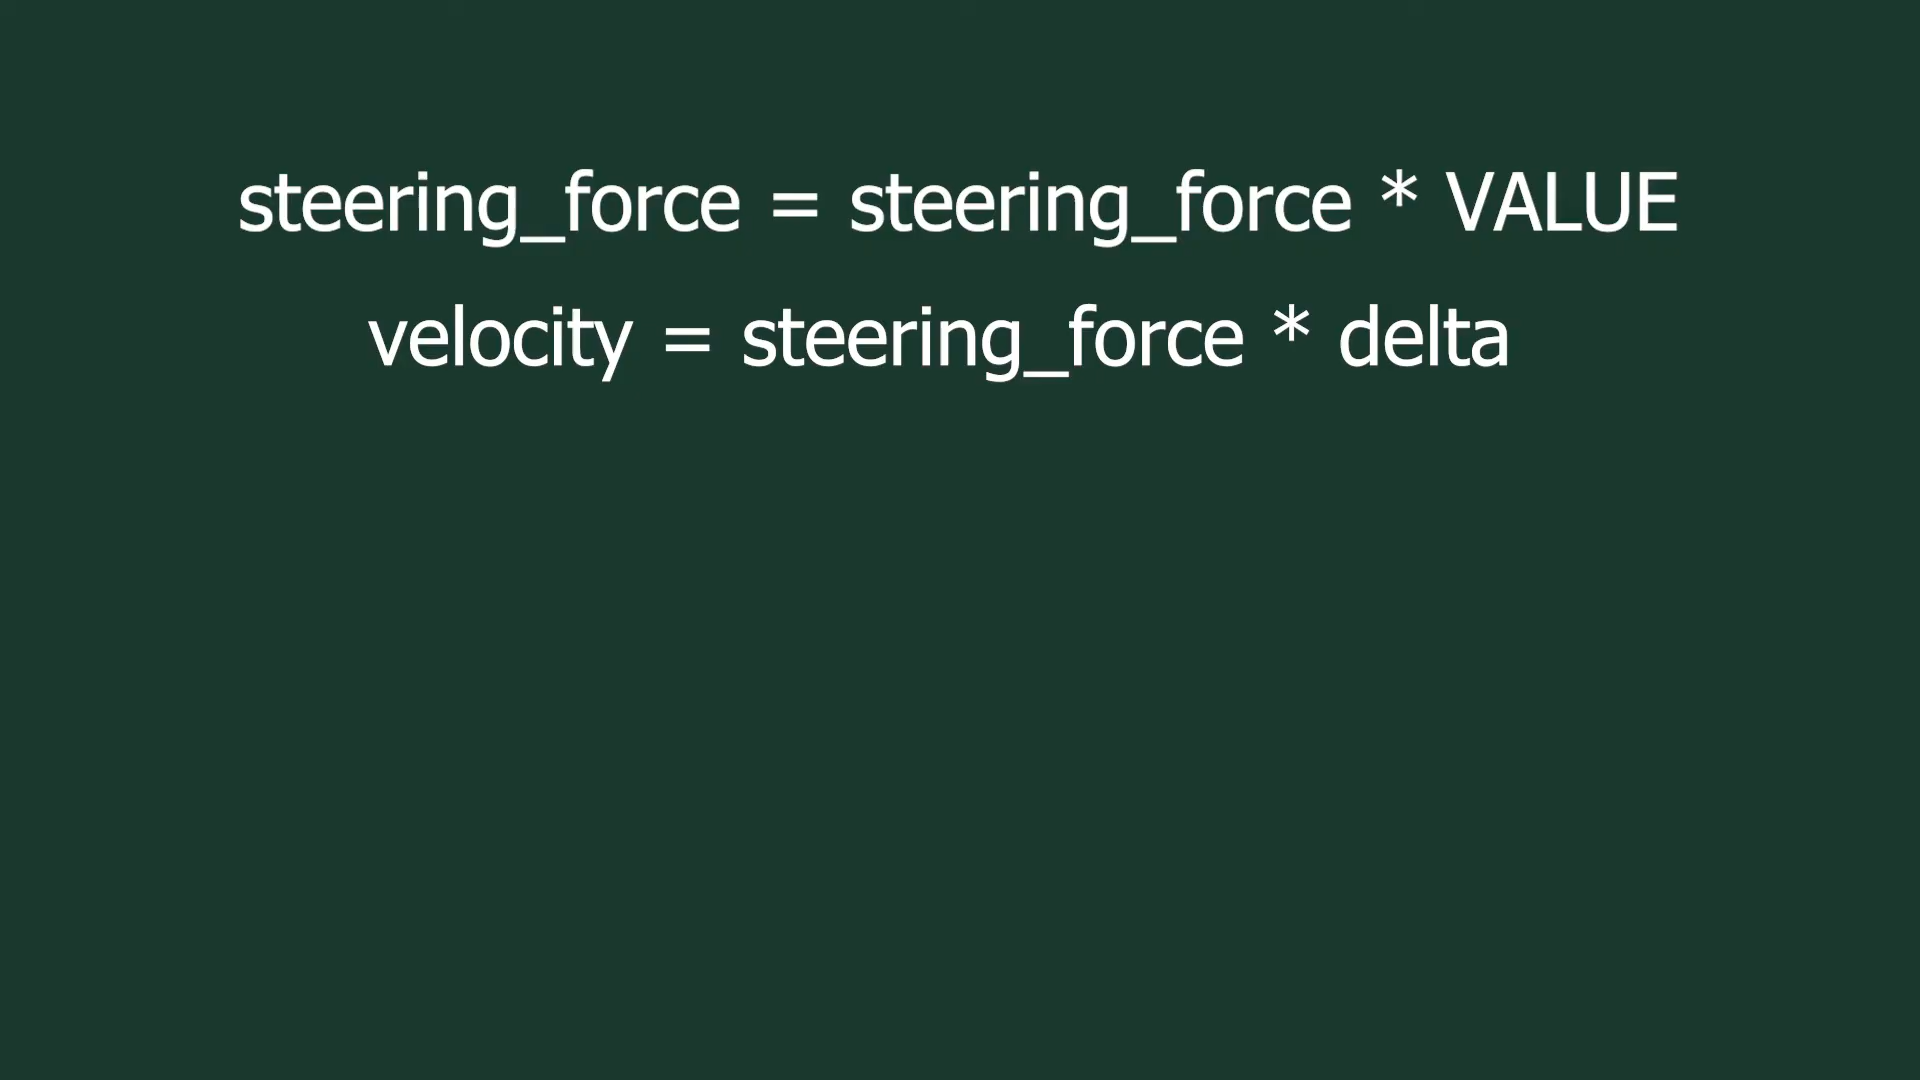 steering_force = steering_force * VALUE
velocity = steering_force * delta